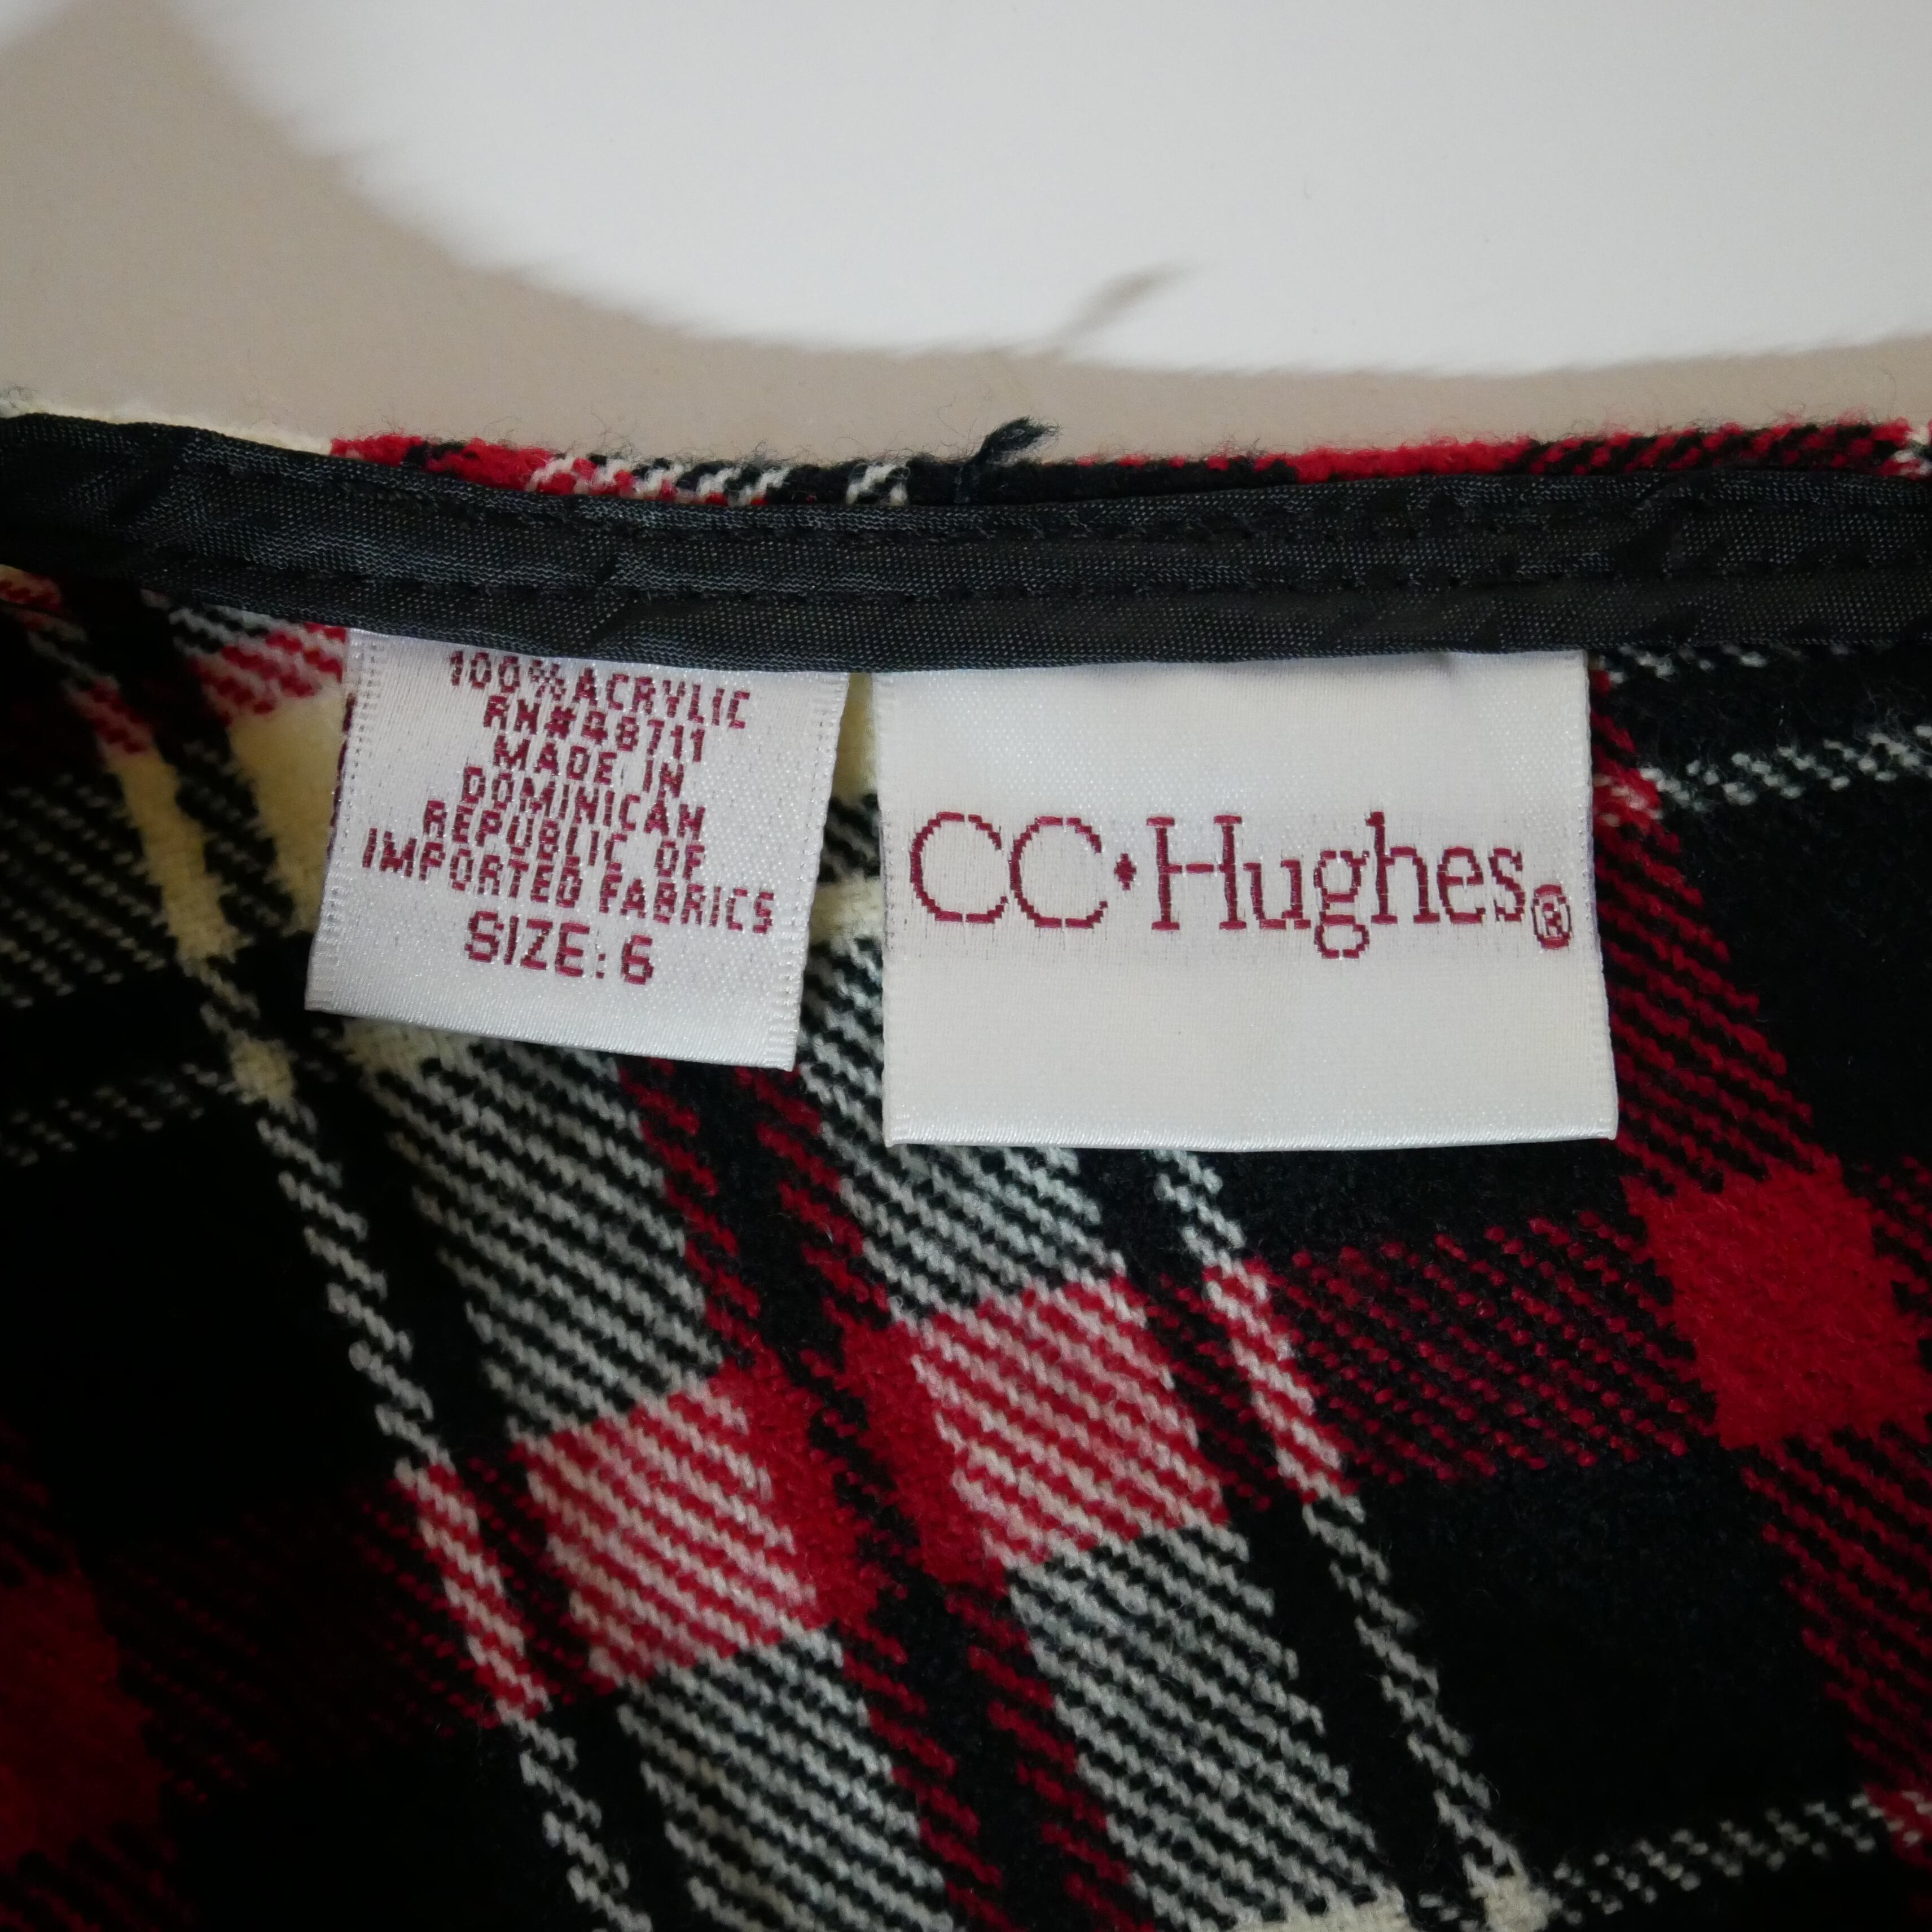 100% ACRYLIC
RN#48711
MADE IN
DOMINICAN
REPUBLIC OF
IMPORTED FABRICS
SIZE: 6
CC•Hughes®